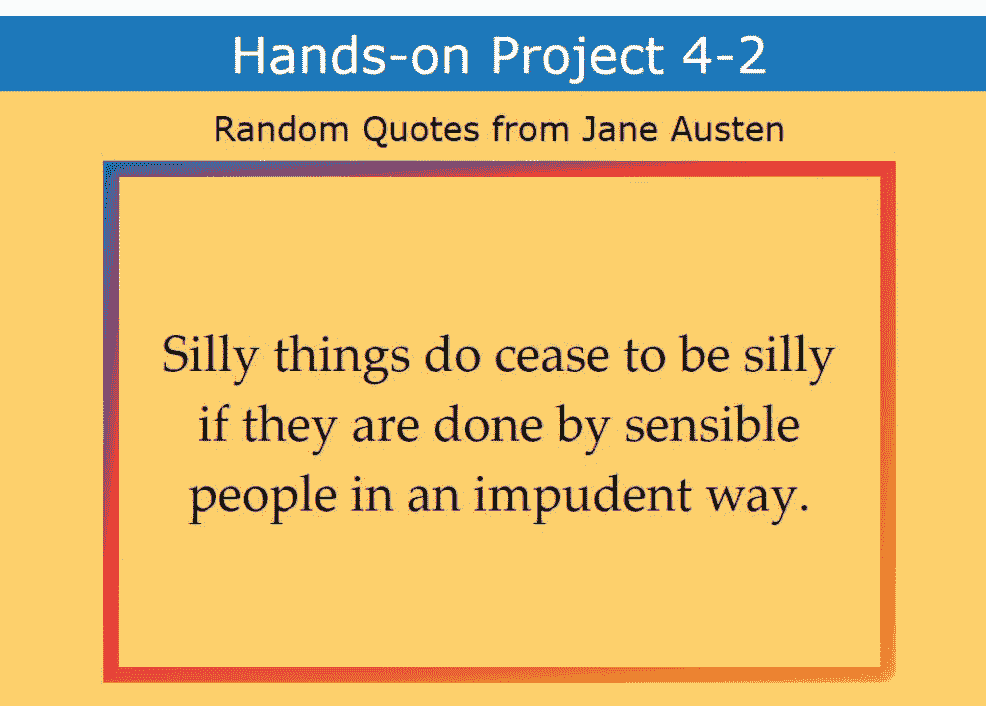 Hands-on Project 4-2
Random Quotes from Jane Austen
Silly things do cease to be silly
if they are done by sensible
people in an impudent way.